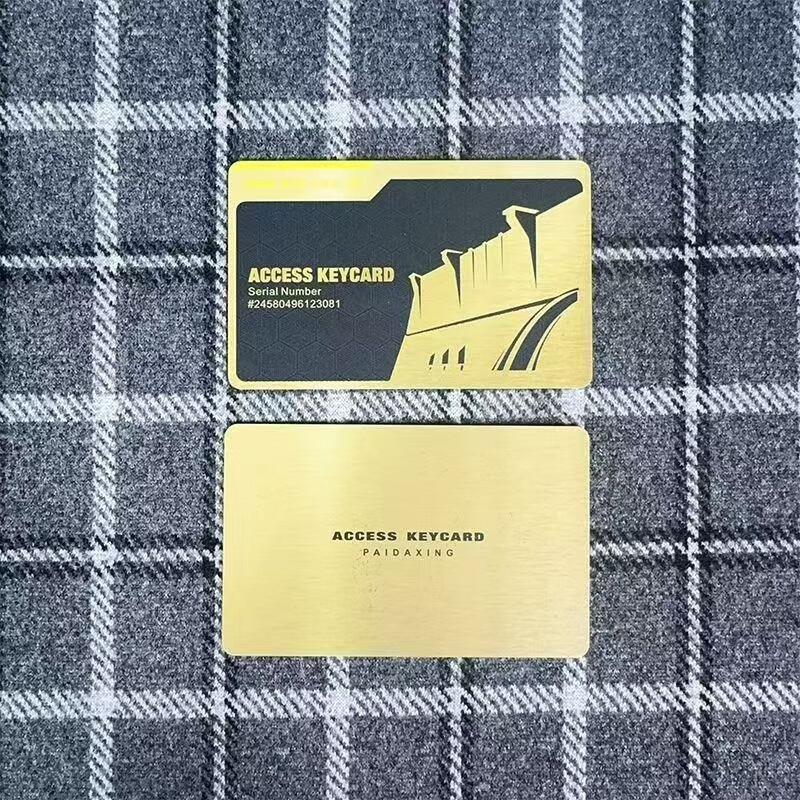 ACCESS KEYCARD
Serial Number
#24580496123081
ACCESS KEYCARD
PAIDAXING